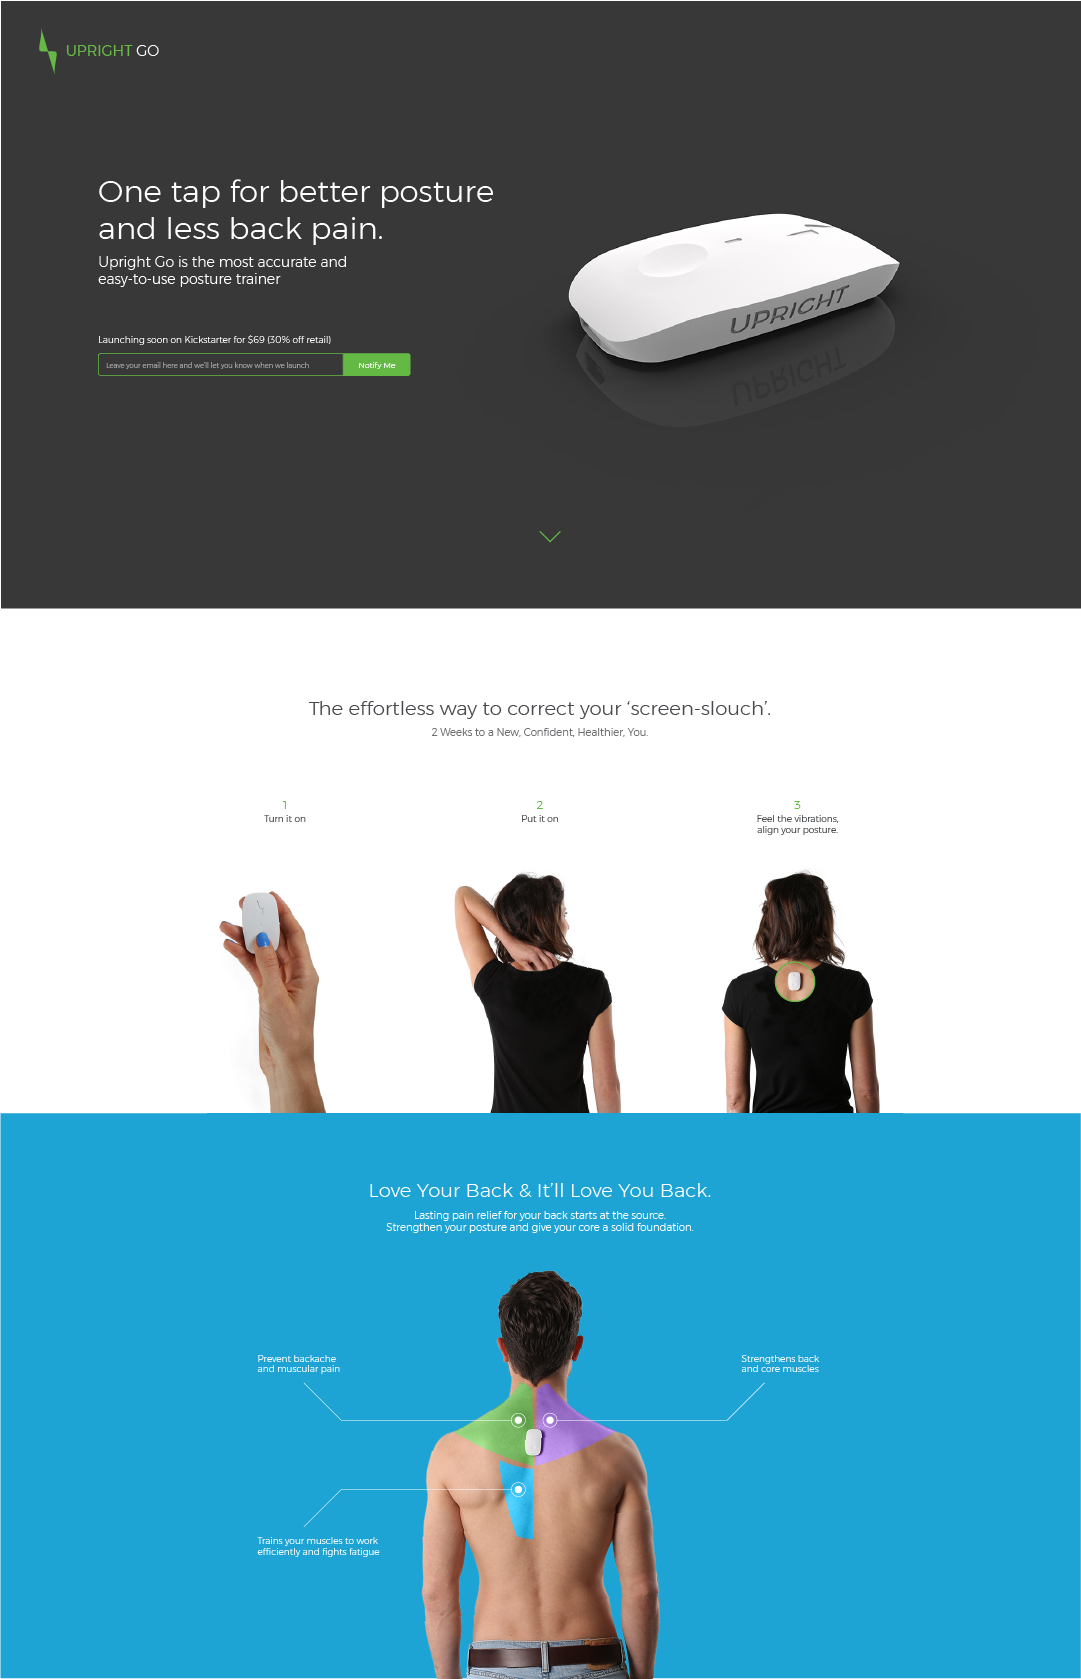 UPRIGHT GO
One tap for better posture
and less back pain.
Upright Go is the most accurate and
easy-to-use posture trainer
Launching soon on Kickstarter for $69 (30% off retail)
Leave your email here and we'll let you know when we launch
Notify Me
UPRIGHT
The effortless way to correct your ‘screen-slouch’.
2 Weeks to a New, Confident, Healthier, You.
1
Turn it on
2
Put it on
3
Feel the vibrations,
align your posture.
Love Your Back & It’ll Love You Back.
Lasting pain relief for your back starts at the source.
Strengthen your posture and give your core a solid foundation.
Prevent backache
and muscular pain
Strengthens back
and core muscles
Trains your muscles to work
efficiently and fights fatigue